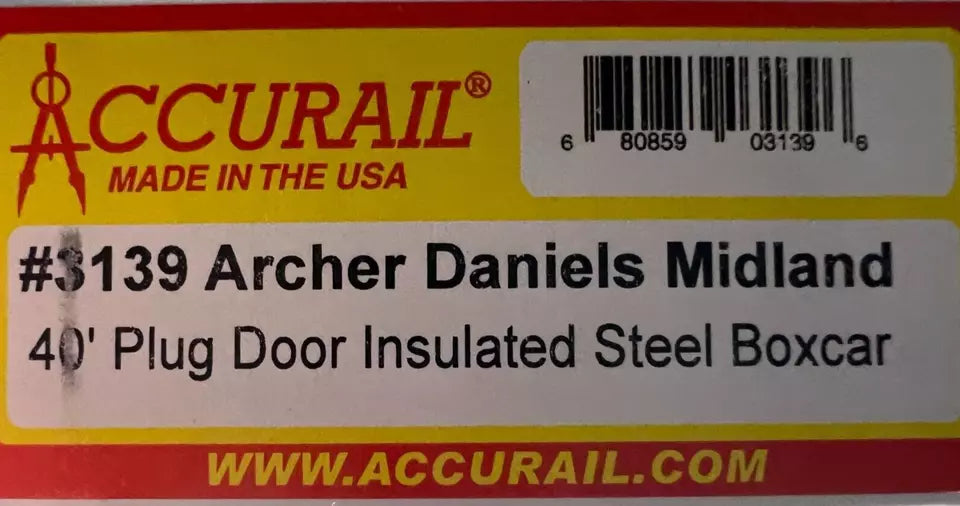 ACCURAIL®
MADE IN THE USA
6 80859 03139 6
#3139 Archer Daniels Midland
40' Plug Door Insulated Steel Boxcar
WWW.ACCURAIL.COM